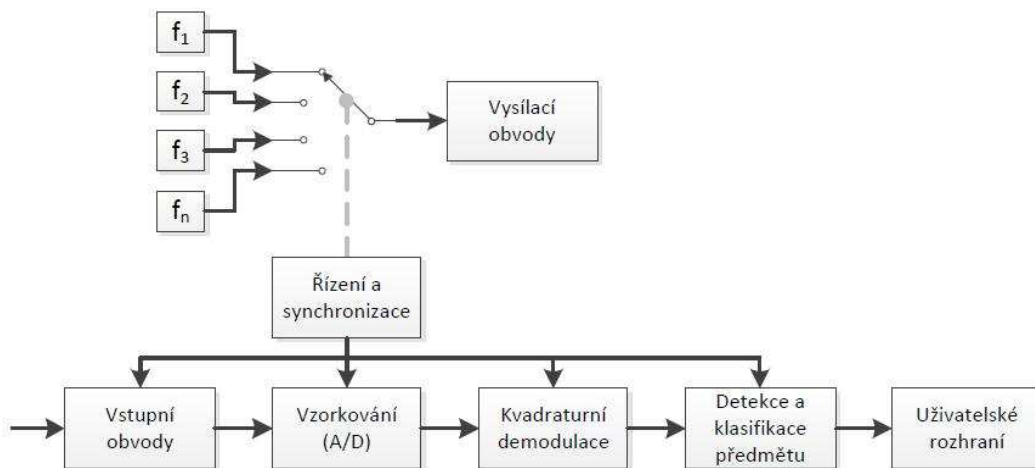 f₁
f₂
f₃
fₙ
Vysílací
obvody
Řízení a
synchronizace
Vstupní
obvody
Vzorkování
(A/D)
Kvadraturní
demodulace
Detekce a
klasifikace
předmětu
Uživatelské
rozhraní